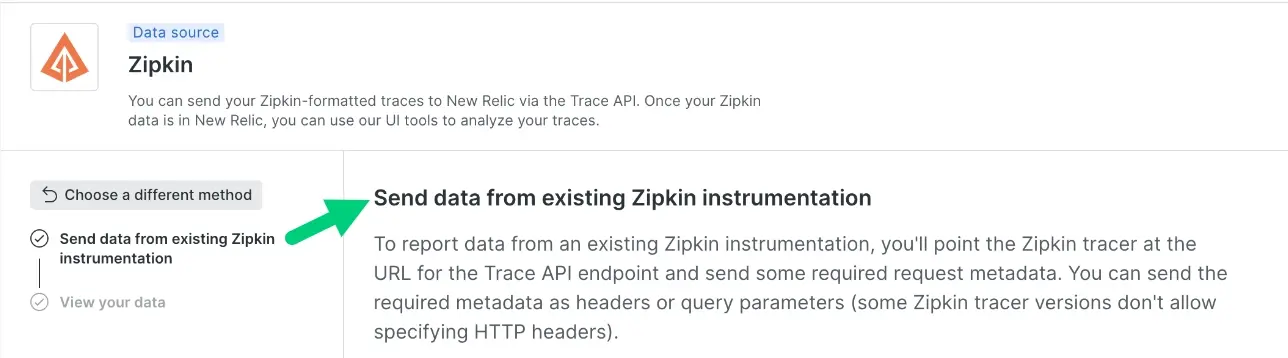 Data source
Zipkin
You can send your Zipkin-formatted traces to New Relic via the Trace API. Once your Zipkin
data is in New Relic, you can use our UI tools to analyze your traces.
Choose a different method
Send data from existing Zipkin
instrumentation
View your data
Send data from existing Zipkin instrumentation
To report data from an existing Zipkin instrumentation, you'll point the Zipkin tracer at the
URL for the Trace API endpoint and send some required request metadata. You can send the
required metadata as headers or query parameters (some Zipkin tracer versions don't allow
specifying HTTP headers).